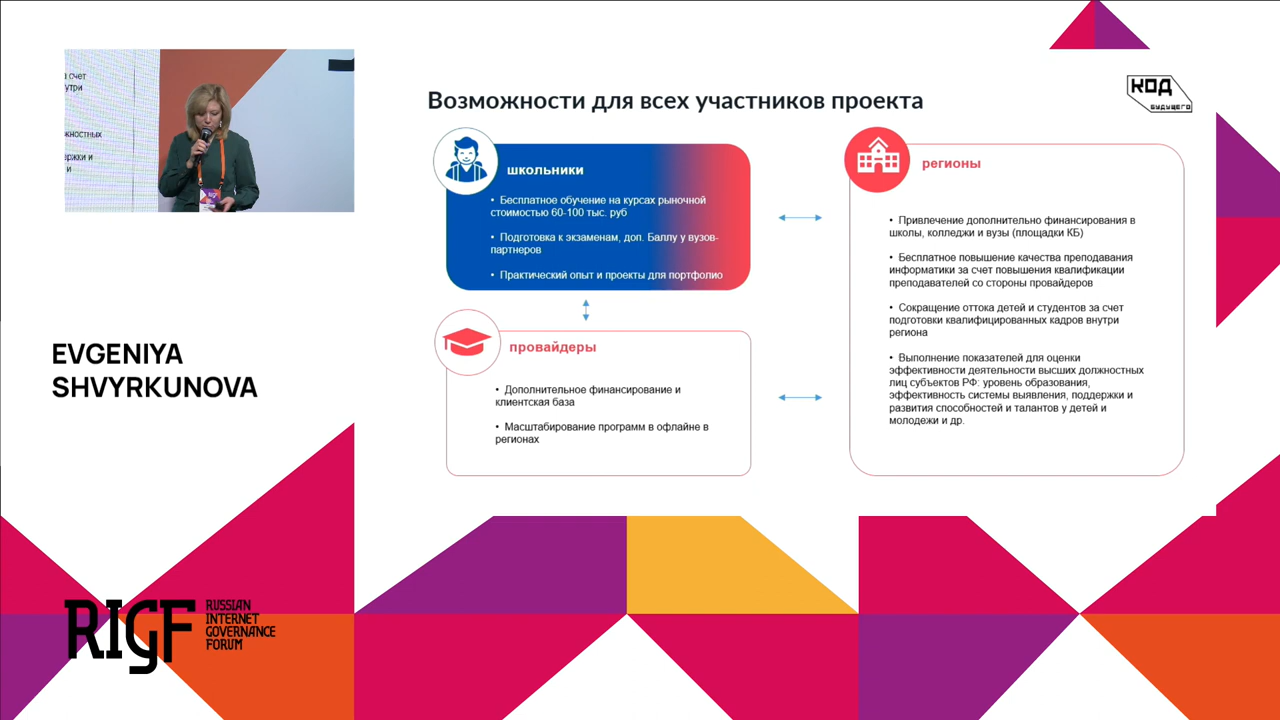 счет
утри
жностных
ржки и
и
EVGENIYA
SHVYRKUNOVA
RIGF
RUSSIAN
INTERNET
GOVERNANCE
FORUM
Возможности для всех участников проекта
КОД
БУДУЩЕГО
школьники
• Бесплатное обучение на курсах рыночной
стоимостью 60-100 тыс. руб
• Подготовка к экзаменам, доп. Баллу у вузов-
партнеров
• Практический опыт и проекты для портфолио
провайдеры
• Дополнительное финансирование и
клиентская база
• Масштабирование программ в офлайне в
регионах
регионы
• Привлечение дополнительно финансирования в
школы, колледжи и вузы (площадки КБ)
• Бесплатное повышение качества преподавания
информатики за счет повышения квалификации
преподавателей со стороны провайдеров
• Сокращение оттока детей и студентов за счет
подготовки квалифицированных кадров внутри
региона
• Выполнение показателей для оценки
эффективности деятельности высших должностных
лиц субъектов РФ: уровень образования,
эффективность системы выявления, поддержки и
развития способностей и талантов у детей и
молодежи и др.